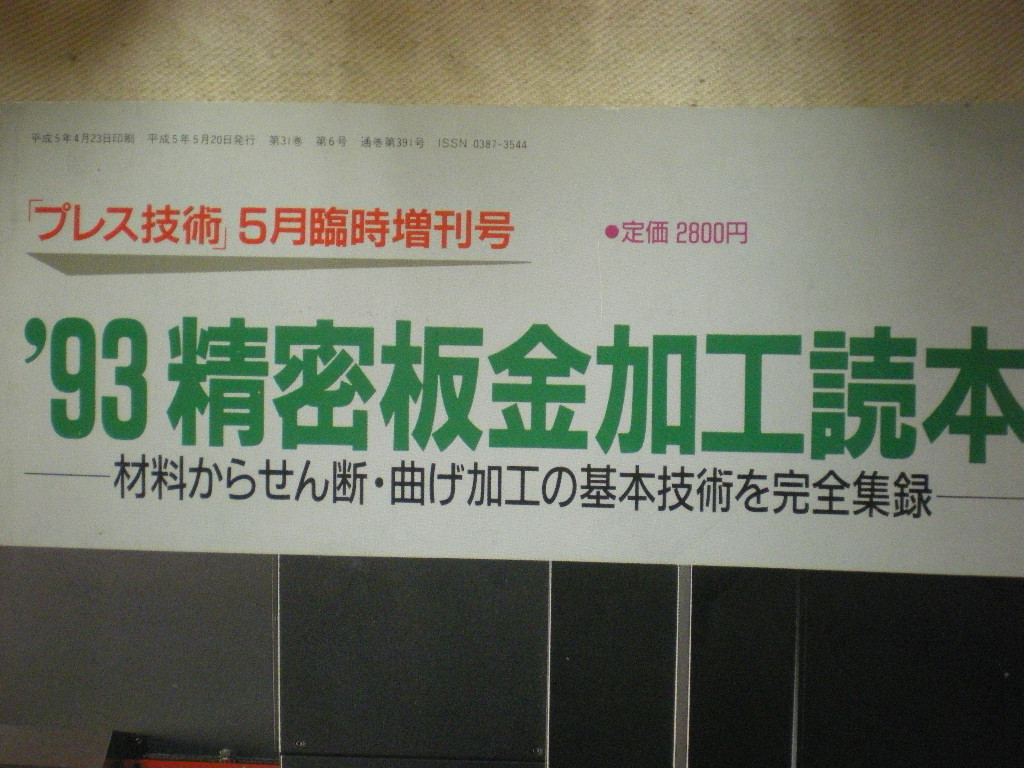 平成5年4月23日印刷 平成5年5月20日発行 第31巻 第6号 通巻第391号 ISSN 0387-3544
「プレス技術」5月臨時増刊号 ●定価 2800円
'93精密板金加工読本
材料からせん断・曲げ加工の基本技術を完全集録